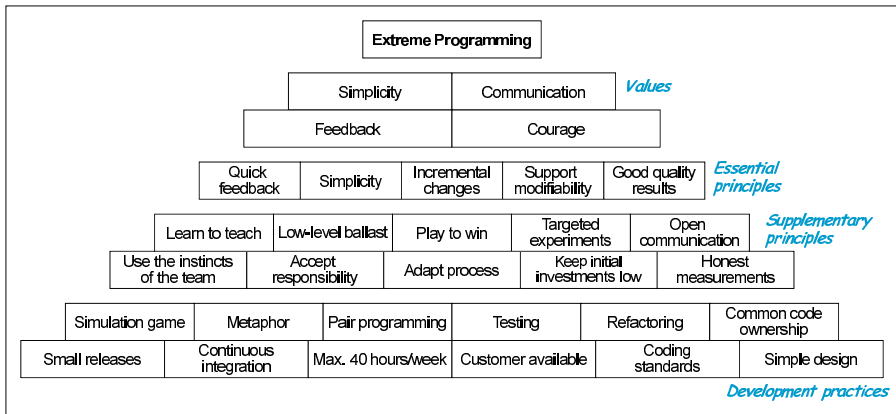 Extreme Programming
Simplicity
Communication
Values
Feedback
Courage
Quick
feedback
Simplicity
Incremental
changes
Support
modifiability
Good quality
results
Essential
principles
Learn to teach
Low-level ballast
Play to win
Targeted
experiments
Open
communication
Supplementary
principles
Use the instincts
of the team
Accept
responsibility
Adapt process
Keep initial
investments low
Honest
measurements
Simulation game
Metaphor
Pair programming
Testing
Refactoring
Common code
ownership
Small releases
Continuous
integration
Max. 40 hours/week
Customer available
Coding
standards
Simple design
Development practices